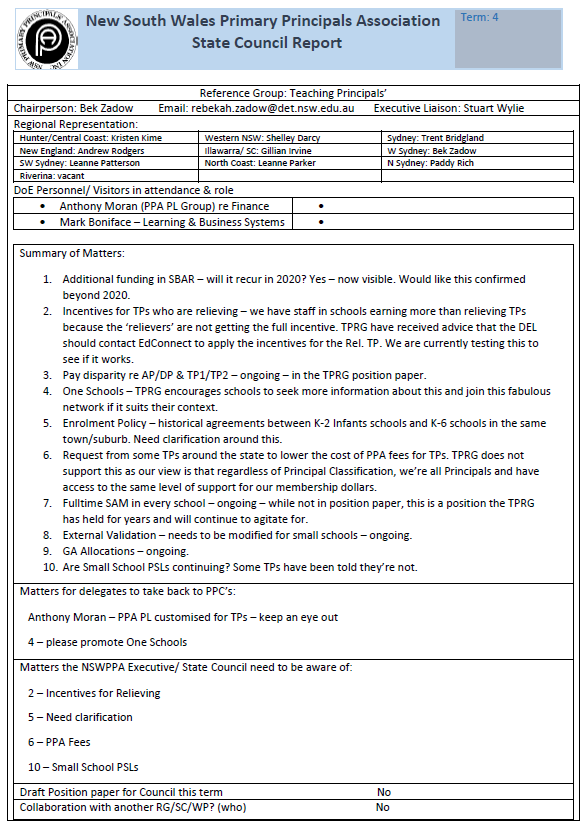 New South Wales Primary Principals Association
State Council Report
Term: 4
NSW PRIMARY PRINCIPALS' ASSOCIATION INC.
Reference Group: Teaching Principals'
Chairperson: Bek Zadow Email: rebekah.zadow@det.nsw.edu.au Executive Liaison: Stuart Wylie
Regional Representation:
Hunter/Central Coast: Kristen Kime Western NSW: Shelley Darcy Sydney: Trent Bridgland
New England: Andrew Rodgers Illawarra/ SC: Gillian Irvine W Sydney: Bek Zadow
SW Sydney: Leanne Patterson North Coast: Leanne Parker N Sydney: Paddy Rich
Riverina: vacant
DoE Personnel/ Visitors in attendance & role
• Anthony Moran (PPA PL Group) re Finance •
• Mark Boniface – Learning & Business Systems •
Summary of Matters:
1. Additional funding in SBAR – will it recur in 2020? Yes – now visible. Would like this confirmed
beyond 2020.
2. Incentives for TPs who are relieving – we have staff in schools earning more than relieving TPs
because the 'relievers' are not getting the full incentive. TPRG have received advice that the DEL
should contact EdConnect to apply the incentives for the Rel. TP. We are currently testing this to
see if it works.
3. Pay disparity re AP/DP & TP1/TP2 – ongoing – in the TPRG position paper.
4. One Schools – TPRG encourages schools to seek more information about this and join this fabulous
network if it suits their context.
5. Enrolment Policy – historical agreements between K-2 Infants schools and K-6 schools in the same
town/suburb. Need clarification around this.
6. Request from some TPs around the state to lower the cost of PPA fees for TPs. TPRG does not
support this as our view is that regardless of Principal Classification, we're all Principals and have
access to the same level of support for our membership dollars.
7. Fulltime SAM in every school – ongoing – while not in position paper, this is a position the TPRG
has held for years and will continue to agitate for.
8. External Validation – needs to be modified for small schools – ongoing.
9. GA Allocations – ongoing.
10. Are Small School PSLs continuing? Some TPs have been told they're not.
Matters for delegates to take back to PPC's:
Anthony Moran – PPA PL customised for TPs – keep an eye out
4 – please promote One Schools
Matters the NSWPPA Executive/ State Council need to be aware of:
2 – Incentives for Relieving
5 – Need clarification
6 – PPA Fees
10 – Small School PSLs
Draft Position paper for Council this term No
Collaboration with another RG/SC/WP? (who) No